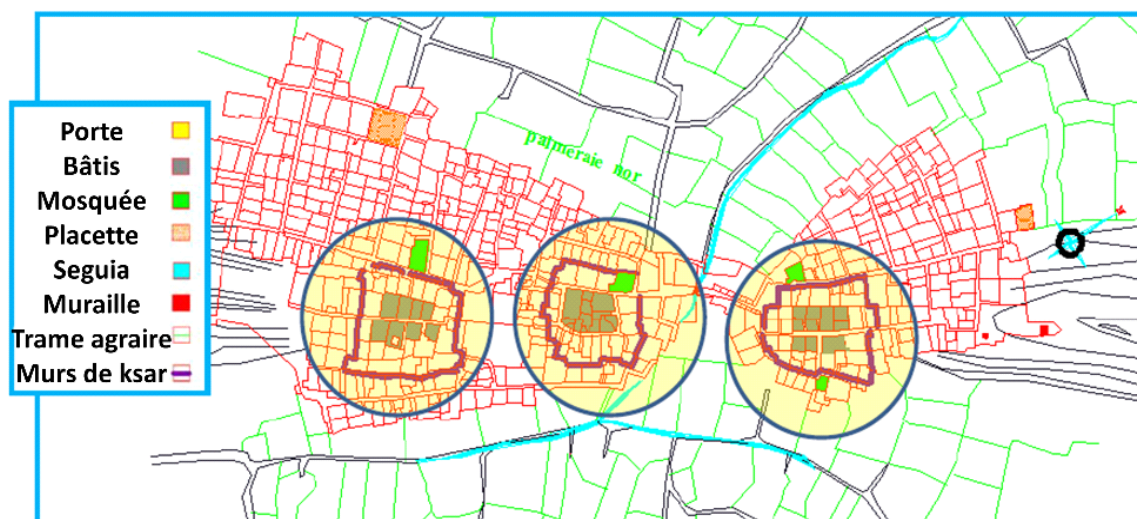 Porte
Bâtis
Mosquée
Placette
Seguia
Muraille
Trame agraire
Murs de ksar
palmeraie nor